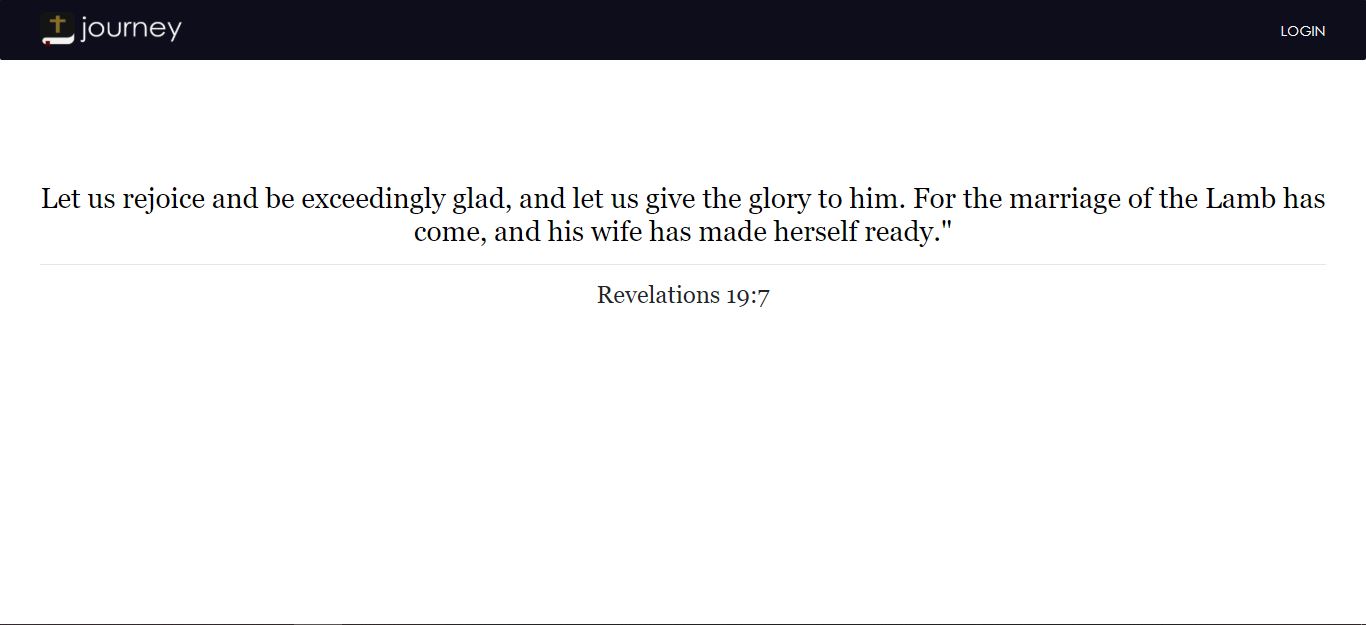 journey
LOGIN
Let us rejoice and be exceedingly glad, and let us give the glory to him. For the marriage of the Lamb has
come, and his wife has made herself ready."
Revelations 19:7